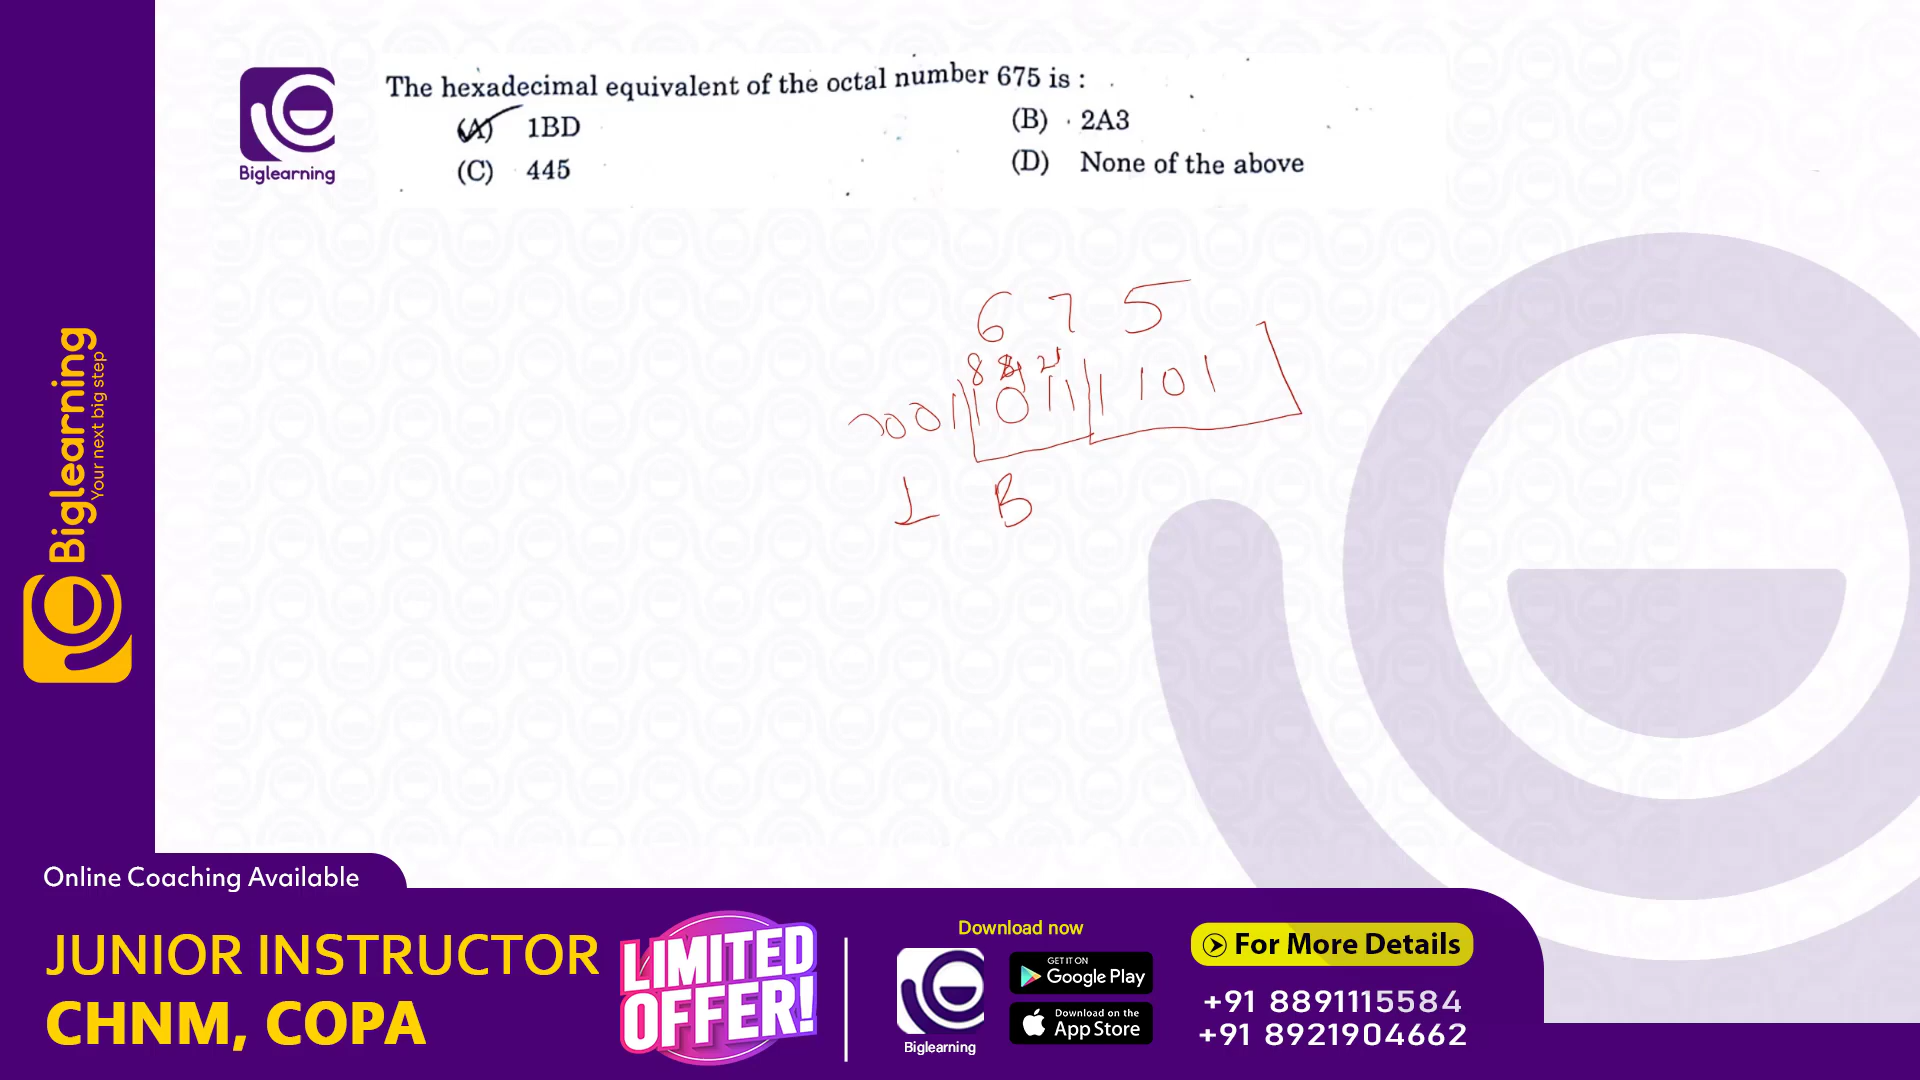 The hexadecimal equivalent of the octal number 675 is :
(A) 1BD
(B) 2A3
(C) 445
(D) None of the above
Biglearning
6 7 5
8 2
001 1011 1101
1 B
Biglearning
Your next big step
Online Coaching Available
JUNIOR INSTRUCTOR
CHNM, COPA
LIMITED
OFFER!
Download now
Biglearning
GET IT ON
Google Play
Download on the
App Store
For More Details
+91 8891115584
+91 8921904662